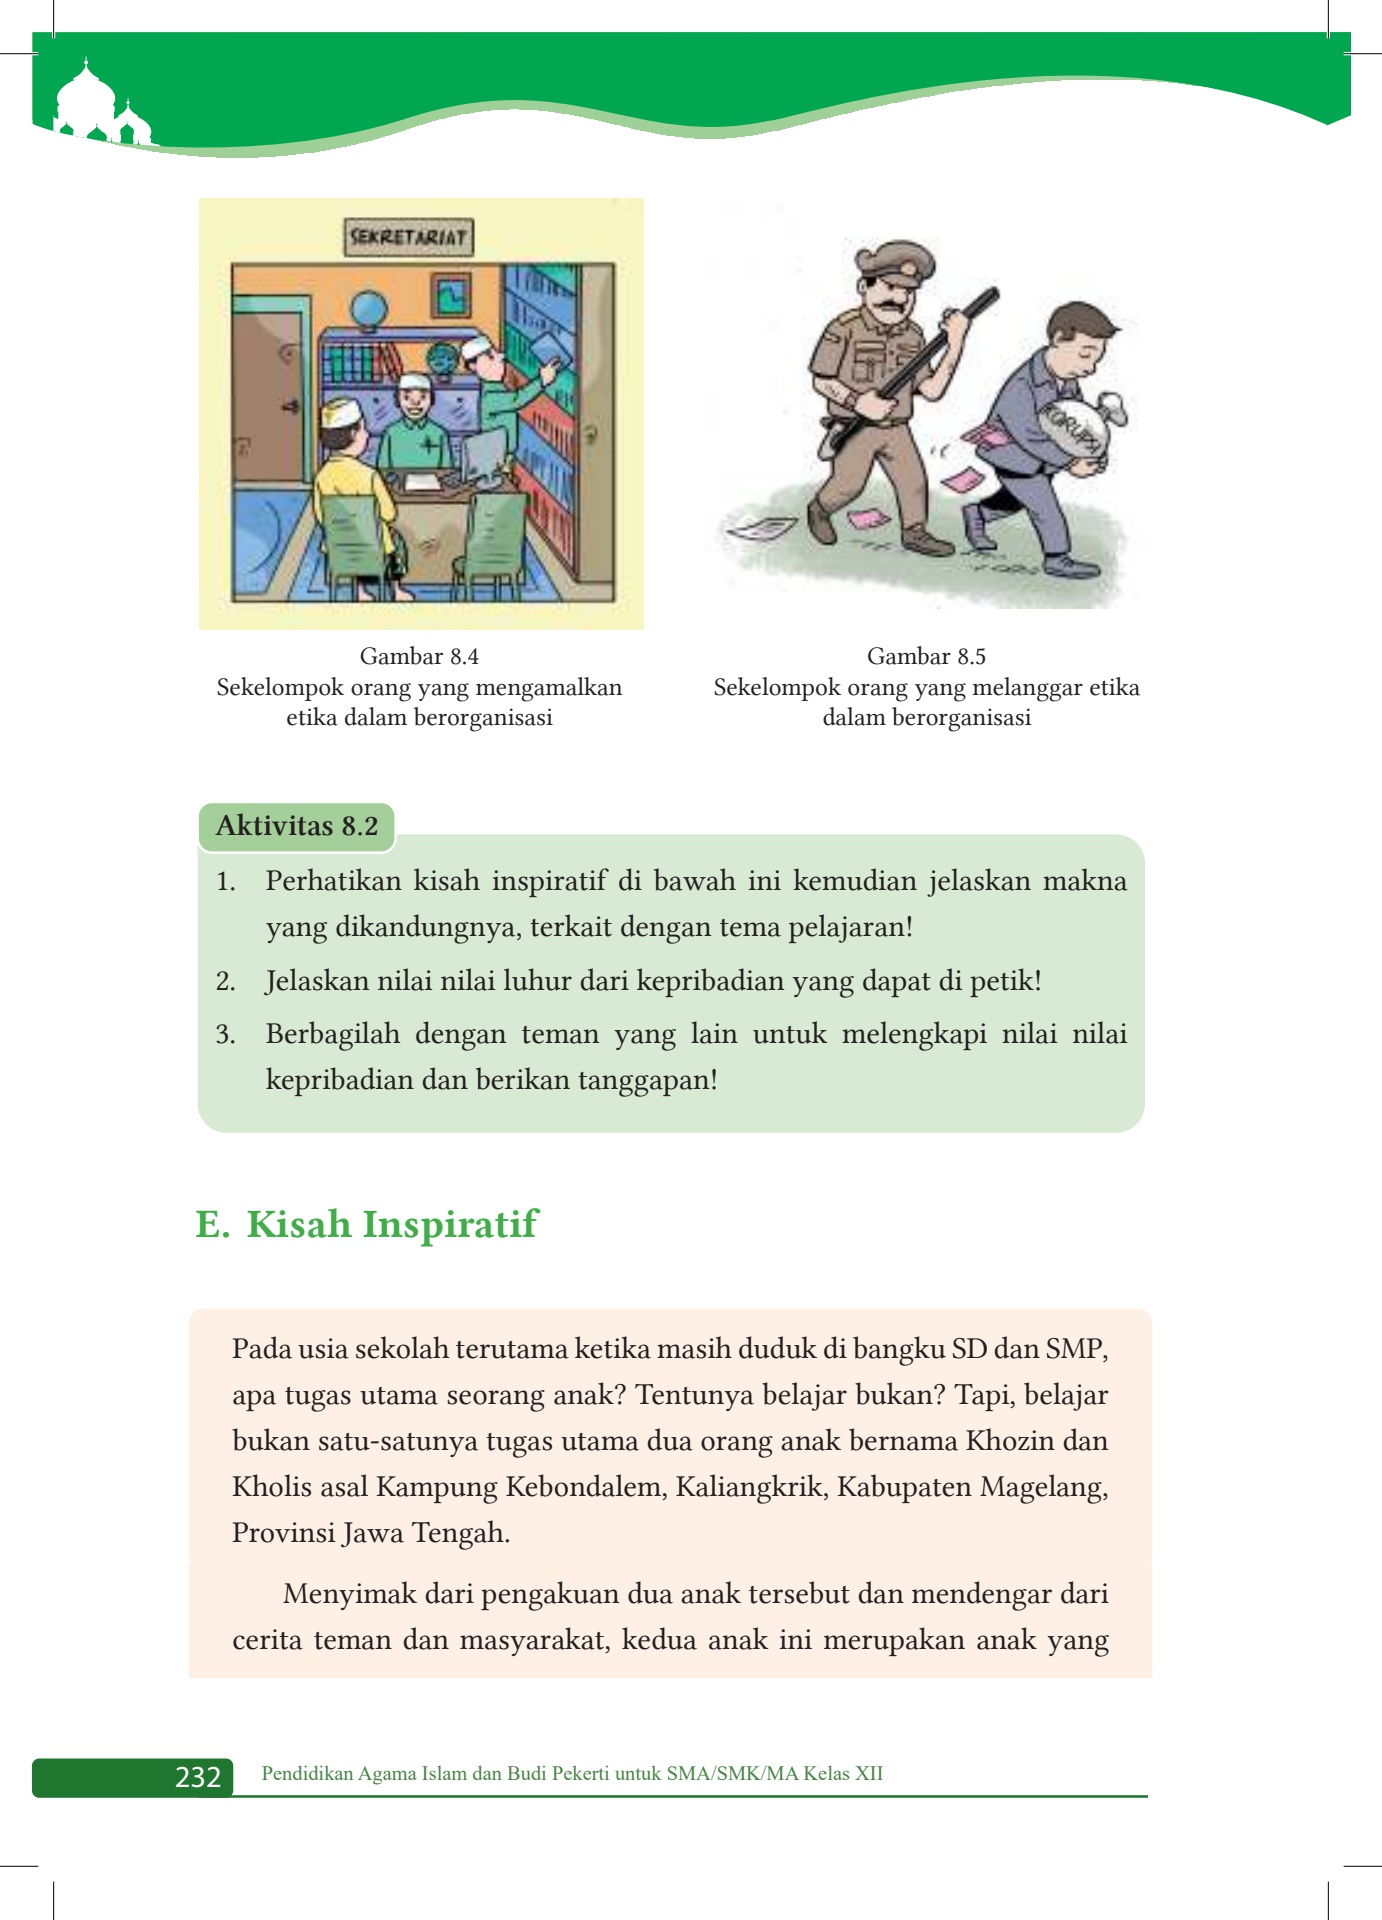 SEKRETARIAT
KORUPSI
Gambar 8.4
Sekelompok orang yang mengamalkan
etika dalam berorganisasi
Gambar 8.5
Sekelompok orang yang melanggar etika
dalam berorganisasi
Aktivitas 8.2
1. Perhatikan kisah inspiratif di bawah ini kemudian jelaskan makna
yang dikandungnya, terkait dengan tema pelajaran!
2. Jelaskan nilai nilai luhur dari kepribadian yang dapat di petik!
3. Berbagilah dengan teman yang lain untuk melengkapi nilai nilai
kepribadian dan berikan tanggapan!
E. Kisah Inspiratif
Pada usia sekolah terutama ketika masih duduk di bangku SD dan SMP,
apa tugas utama seorang anak? Tentunya belajar bukan? Tapi, belajar
bukan satu-satunya tugas utama dua orang anak bernama Khozin dan
Kholis asal Kampung Kebondalem, Kaliangkrik, Kabupaten Magelang,
Provinsi Jawa Tengah.
Menyimak dari pengakuan dua anak tersebut dan mendengar dari
cerita teman dan masyarakat, kedua anak ini merupakan anak yang
232
Pendidikan Agama Islam dan Budi Pekerti untuk SMA/SMK/MA Kelas XII